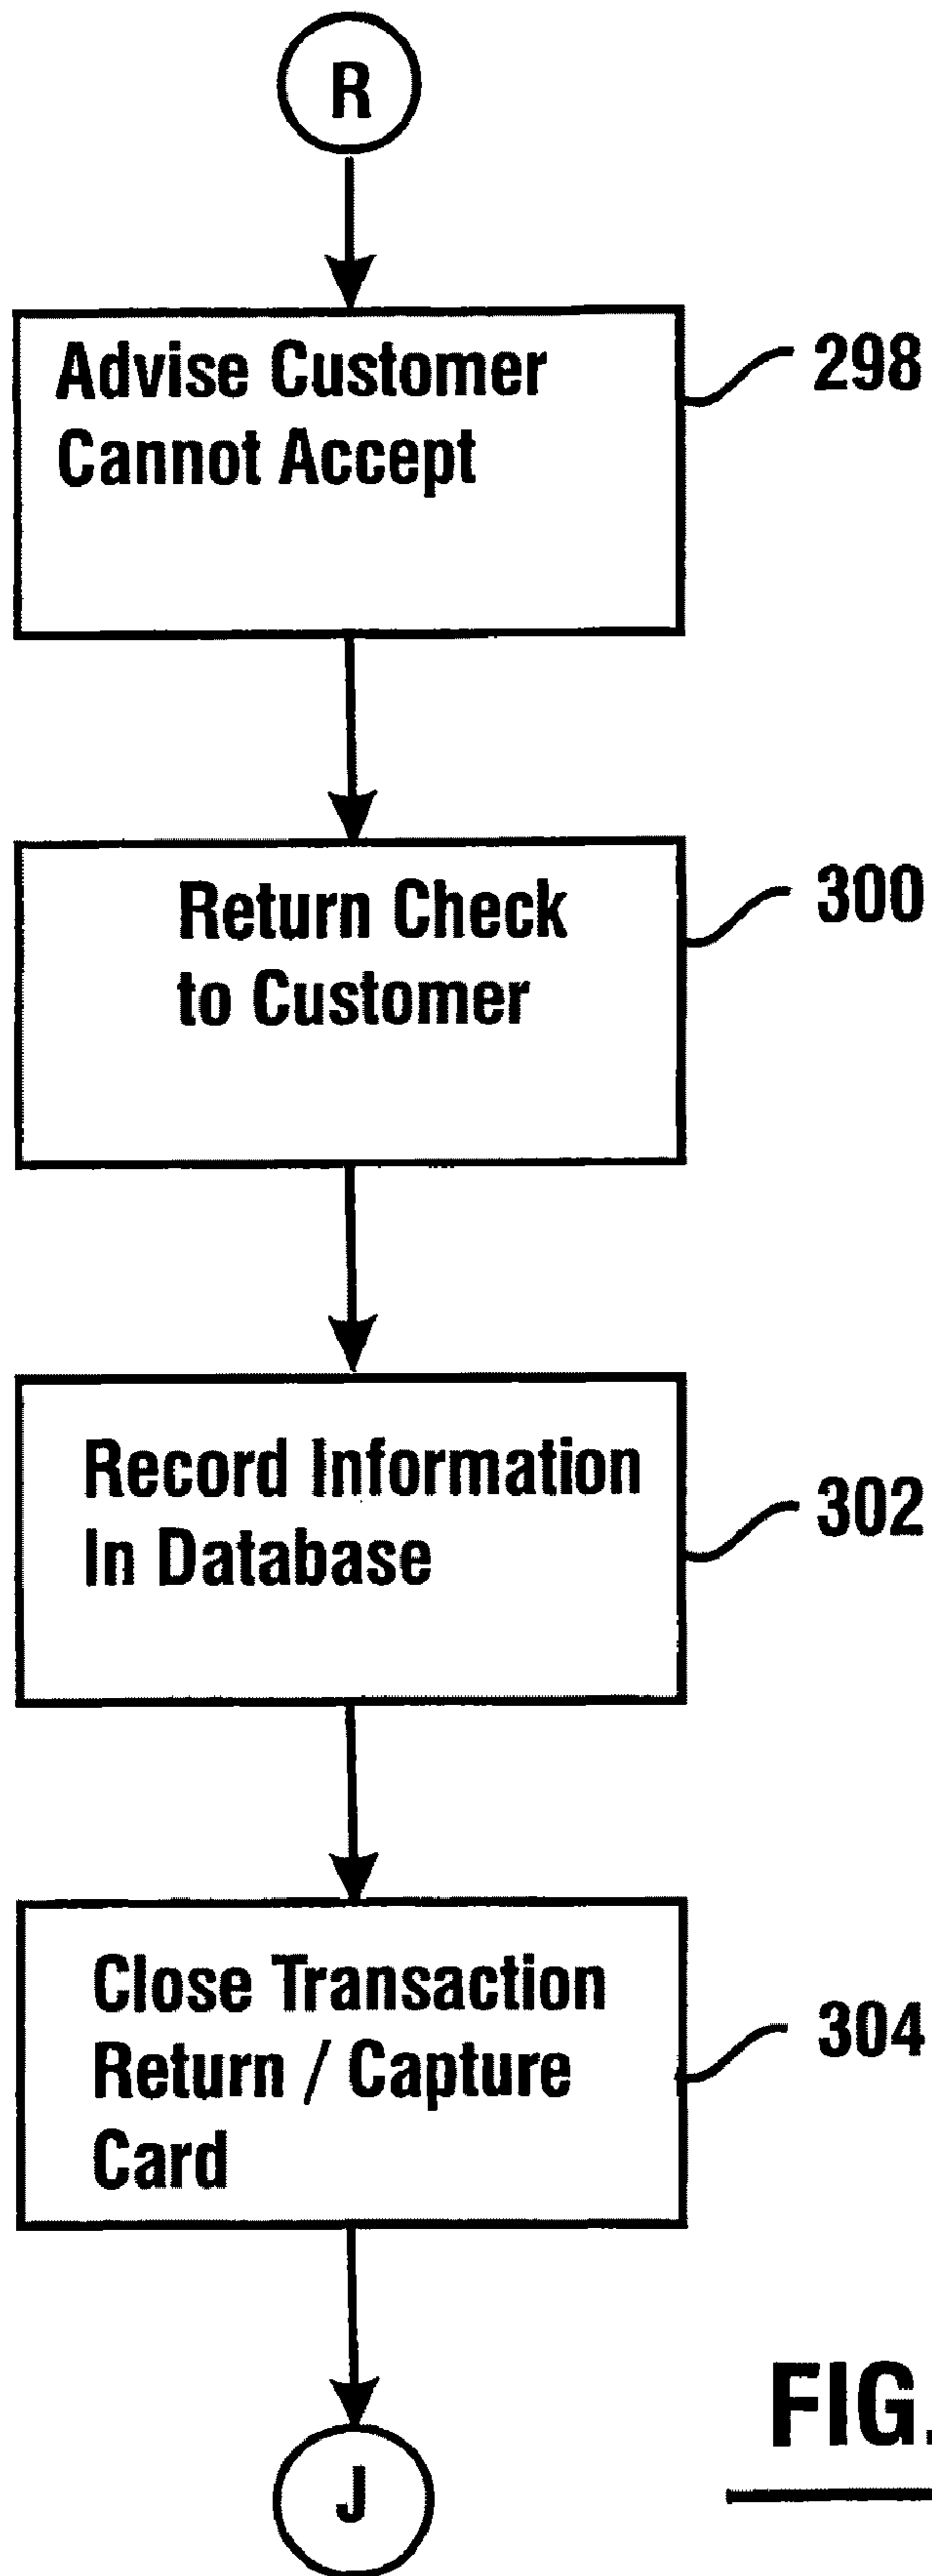 R
Advise Customer
Cannot Accept
298
Return Check
to Customer
300
Record Information
In Database
302
Close Transaction
Return / Capture
Card
304
J
FIG.